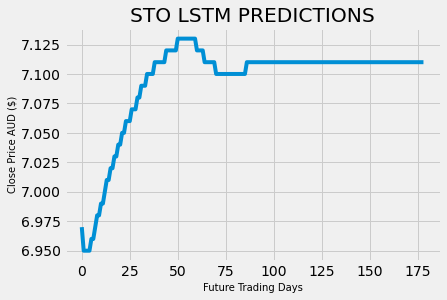 STO LSTM PREDICTIONS
7.125
7.100
7.075
7.050
7.025
7.000
6.975
6.950
Close Price AUD ($)
0 25 50 75 100 125 150 175
Future Trading Days